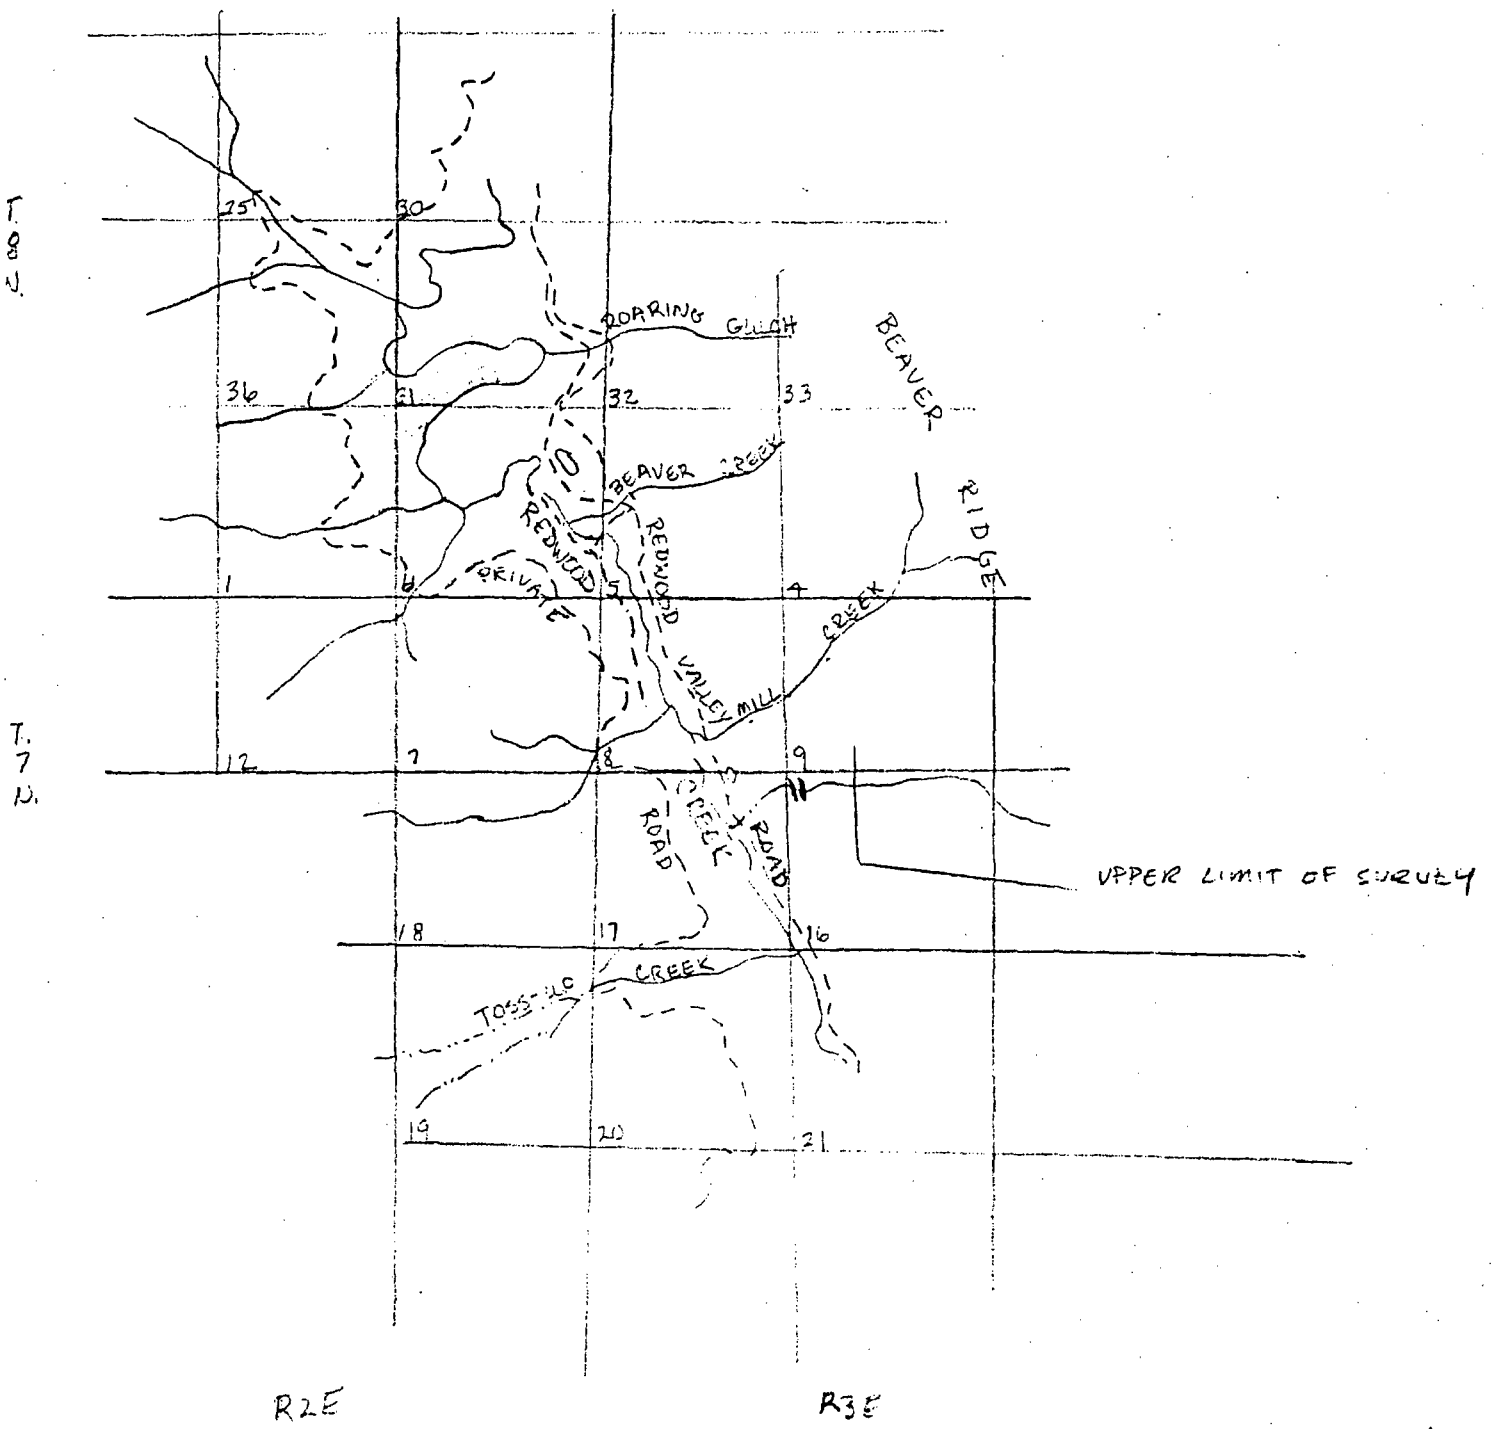 T.
8
N.
25
30
ROARING GULCH
BEAVER
RIDGE
36
31
32
33
BEAVER CREEK
REDWOOD
REDWOOD
PRIVATE
1
6
5
4
CREEK
VALLEY
MILL
T.
7
N.
12
7
8
9
CREEK
ROAD
ROAD
UPPER LIMIT OF SURVEY
18
17
16
CREEK
19
20
21
R2E
R3E